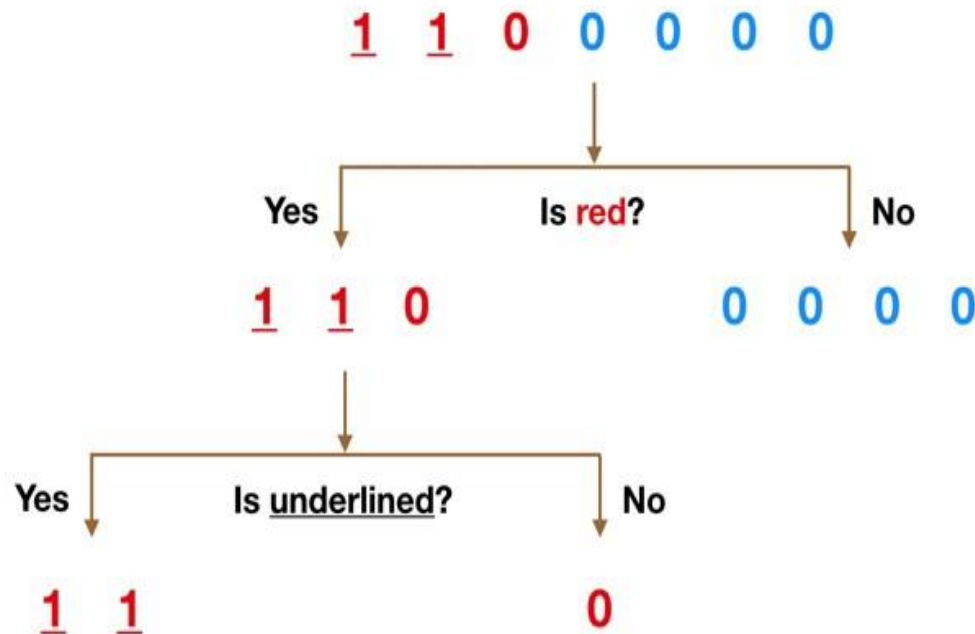 1 1 0 0 0 0 0
Yes Is red? No
1 1 0 0 0 0 0
Yes Is underlined? No
1 1 0